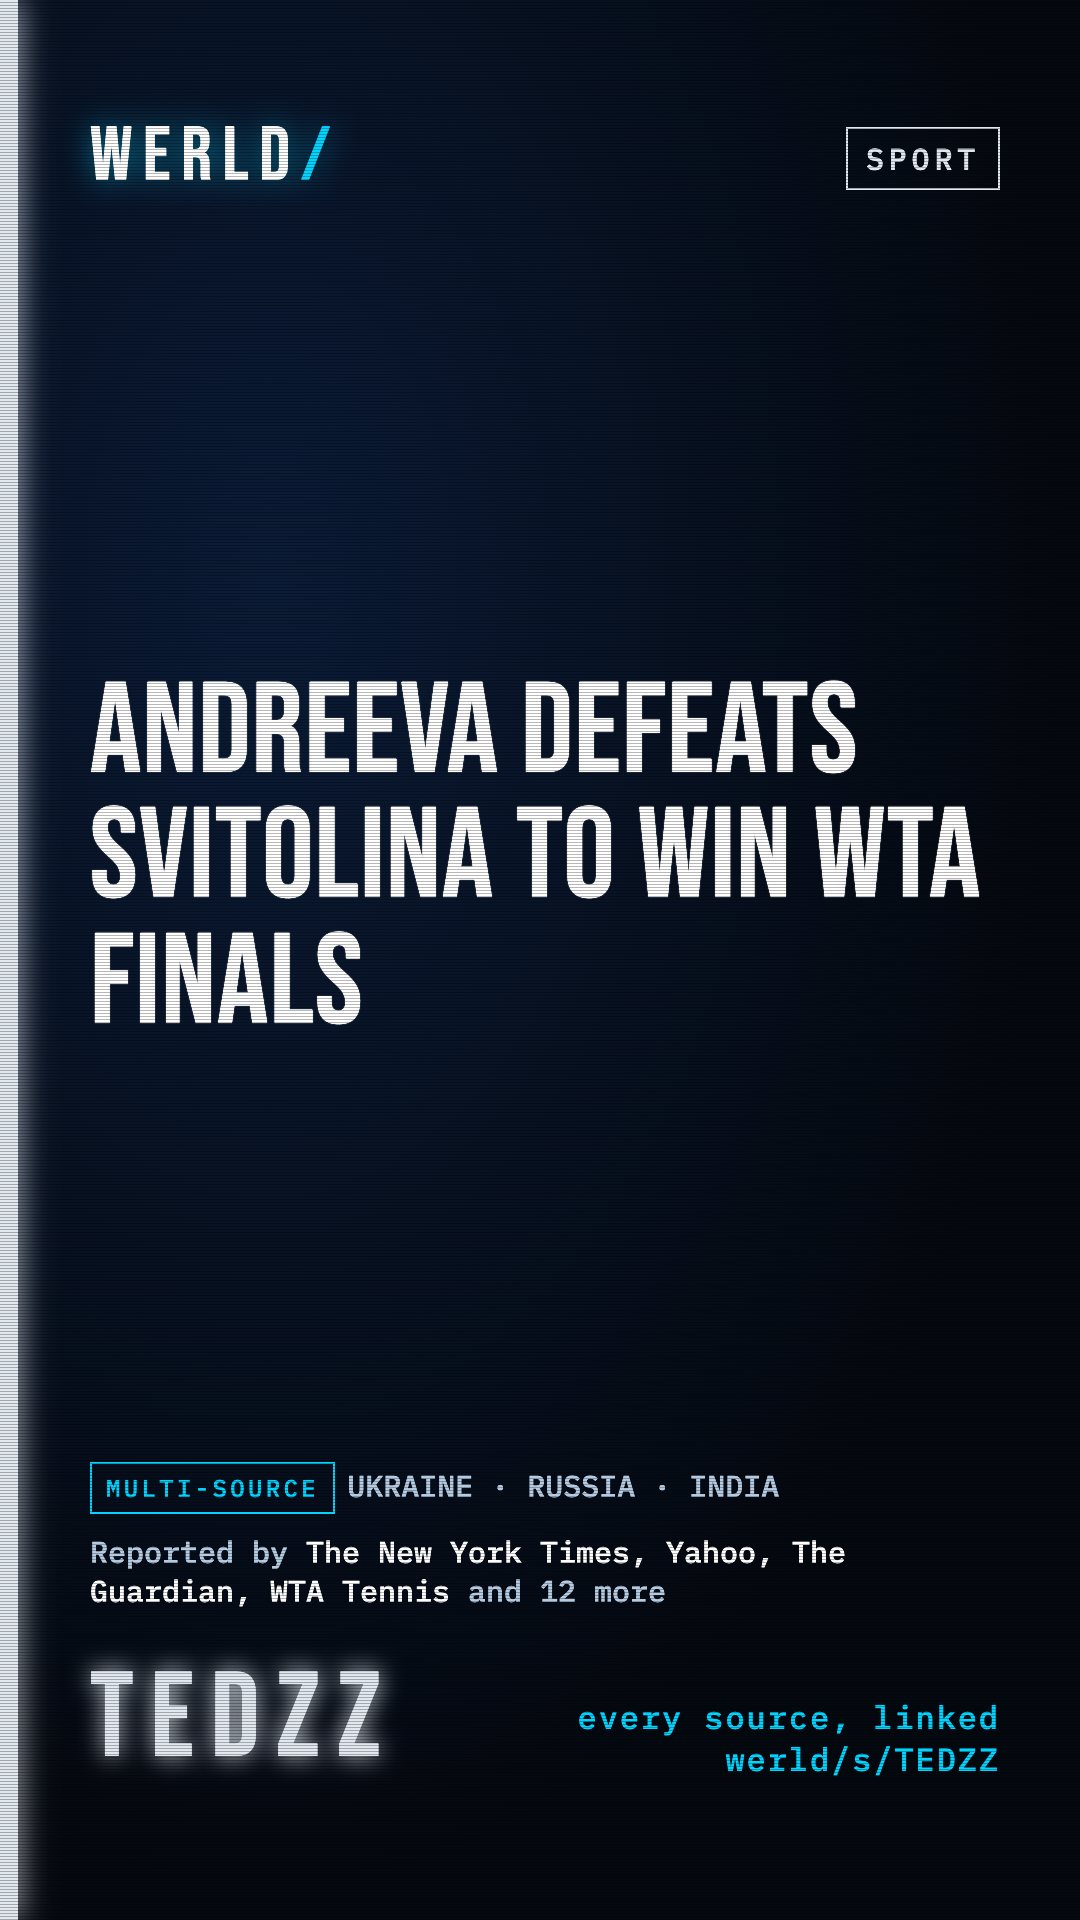 WERLD/
SPORT
ANDREEVA DEFEATS
SVITOLINA TO WIN WTA
FINALS
MULTI-SOURCE UKRAINE · RUSSIA · INDIA
Reported by The New York Times, Yahoo, The
Guardian, WTA Tennis and 12 more
TEDZZ
every source, linked
werld/s/TEDZZ